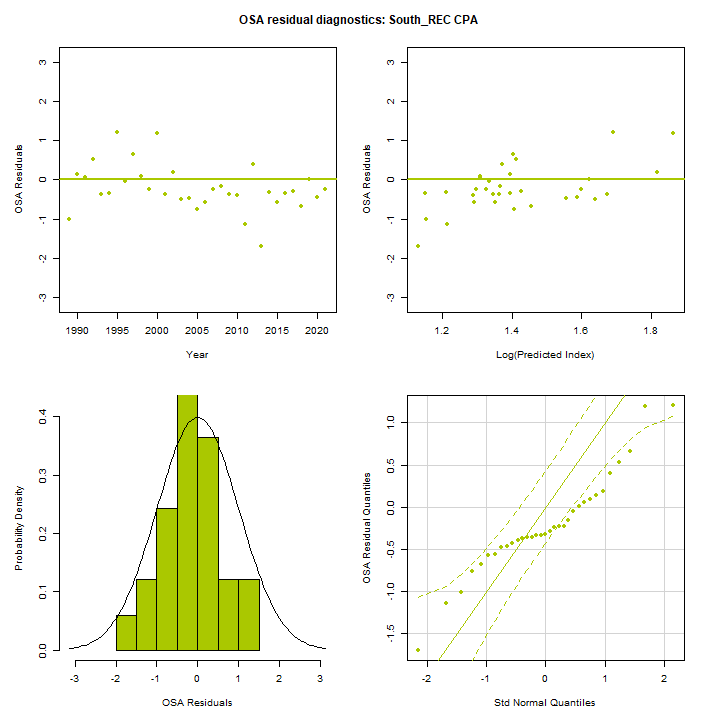 OSA residual diagnostics: South_REC CPA
3
2
1
0
-1
-2
-3
OSA Residuals
1990 1995 2000 2005 2010 2015 2020
Year
3
2
1
0
-1
-2
-3
OSA Residuals
1.2 1.4 1.6 1.8
Log(Predicted Index)
0.4
0.3
0.2
0.1
0.0
Probability Density
-3 -2 -1 0 1 2 3
OSA Residuals
1.0
0.5
0.0
-0.5
-1.0
-1.5
OSA Residual Quantiles
-2 -1 0 1 2
Std Normal Quantiles